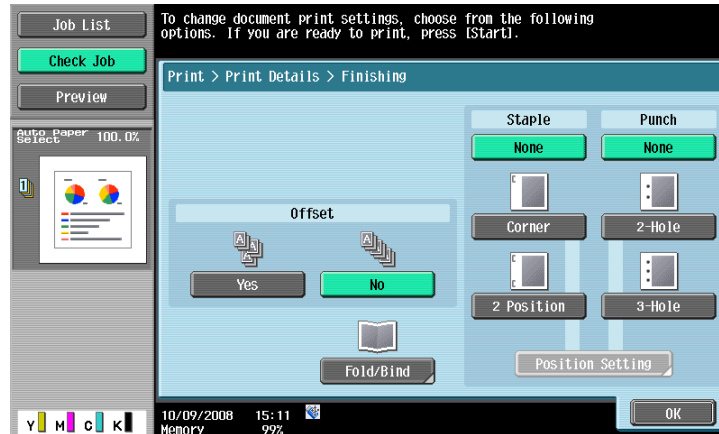 Job List
Check Job
Preview
Auto Paper
Select 100.0%
1
To change document print settings, choose from the following
options. If you are ready to print, press [Start].
Print > Print Details > Finishing
Offset
A A A
A
Yes
No
Fold/Bind
Staple
None
Corner
2 Position
Punch
None
2-Hole
3-Hole
Position Setting
Y M C K
10/09/2008 15:11
Memory 99%
OK